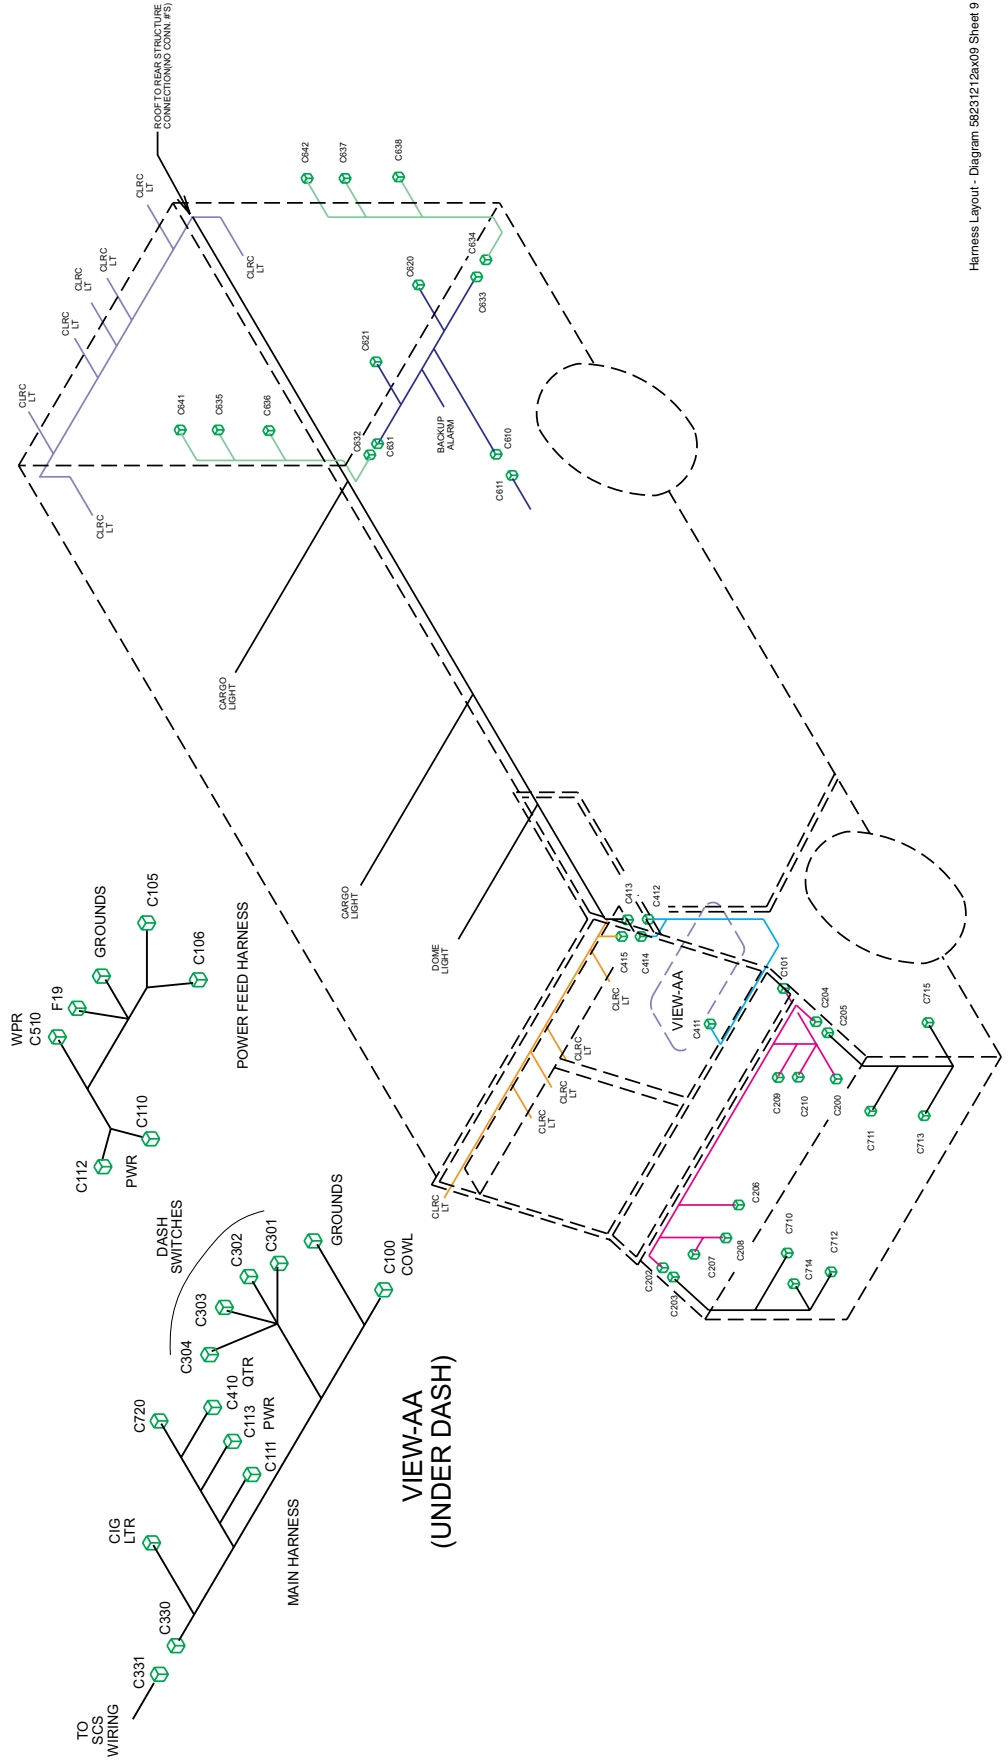 ROOF TO REAR STRUCTURE
CONNECTION(NO CONN. #'S)
CLRC
LT
CLRC
LT
CLRC
LT
CLRC
LT
CLRC
LT
CLRC
LT
CLRC
LT
C642
C637
C638
C634
C633
C620
C621
C641
C635
C636
C632
C631
BACKUP
ALARM
C610
C611
CARGO
LIGHT
CARGO
LIGHT
DOME
LIGHT
C413
C412
C415
C414
CLRC
LT
CLRC
LT
CLRC
LT
CLRC
LT
CLRC
LT
VIEW-AA
C411
C101
C204
C205
C715
C209
C210
C200
C711
C713
C206
C208
C207
C202
C203
C710
C714
C712
WPR
C510
F19
GROUNDS
C105
C106
C112
PWR
C110
POWER FEED HARNESS
DASH
SWITCHES
C304
C303
C302
C301
GROUNDS
C100
COWL
C720
C410
QTR
C113
C111
PWR
CIG
LTR
C330
C331
TO
SCS
WIRING
MAIN HARNESS
VIEW-AA
(UNDER DASH)
Harness Layout - Diagram 58231212ax09 Sheet 9